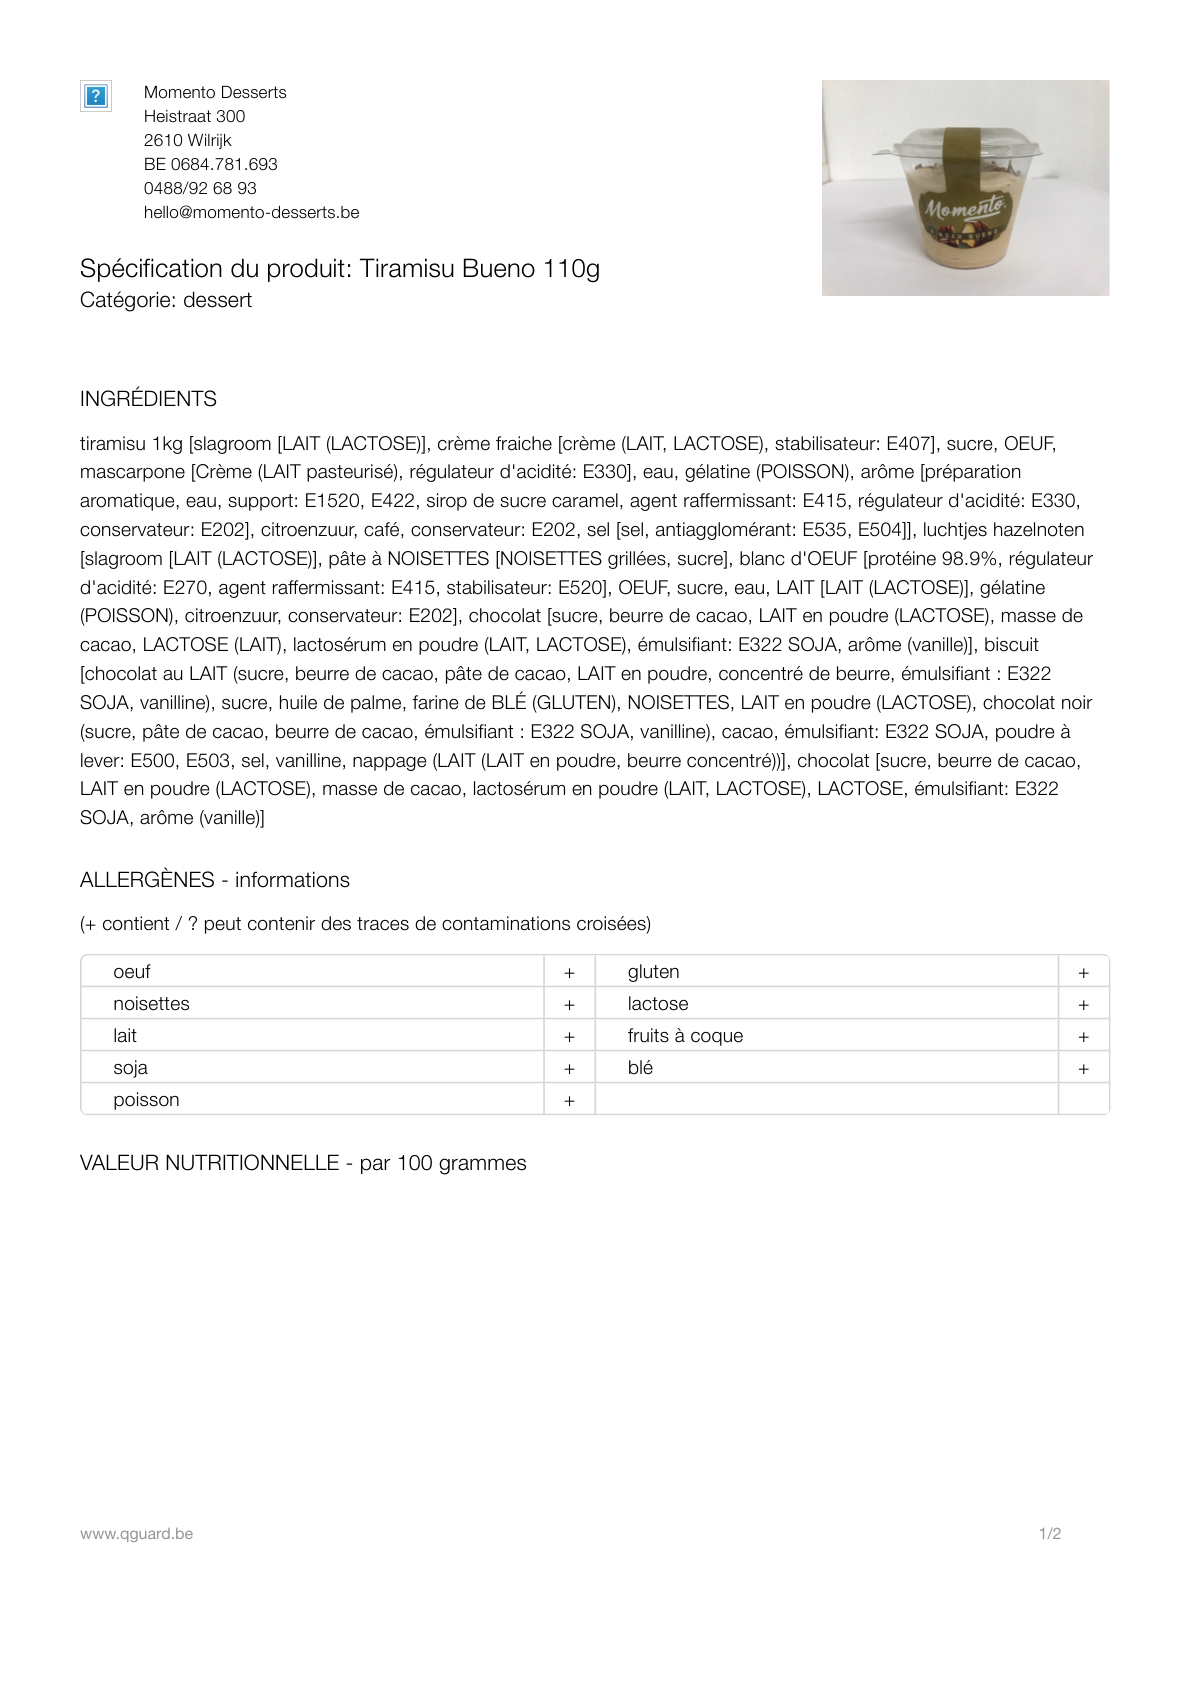 Momento Desserts
Heistraat 300
2610 Wilrijk
BE 0684.781.693
0488/92 68 93
hello@momento-desserts.be
Momento.
Spécification du produit: Tiramisu Bueno 110g
Catégorie: dessert
INGRÉDIENTS
tiramisu 1kg [slagroom [LAIT (LACTOSE)], crème fraiche [crème (LAIT, LACTOSE), stabilisateur: E407], sucre, OEUF,
mascarpone [Crème (LAIT pasteurisé), régulateur d'acidité: E330], eau, gélatine (POISSON), arôme [préparation
aromatique, eau, support: E1520, E422, sirop de sucre caramel, agent raffermissant: E415, régulateur d'acidité: E330,
conservateur: E202], citroenzuur, café, conservateur: E202, sel [sel, antiagglomérant: E535, E504]], luchtjes hazelnoten
[slagroom [LAIT (LACTOSE)], pâte à NOISETTES [NOISETTES grillées, sucre], blanc d'OEUF [protéine 98.9%, régulateur
d'acidité: E270, agent raffermissant: E415, stabilisateur: E520], OEUF, sucre, eau, LAIT [LAIT (LACTOSE)], gélatine
(POISSON), citroenzuur, conservateur: E202], chocolat [sucre, beurre de cacao, LAIT en poudre (LACTOSE), masse de
cacao, LACTOSE (LAIT), lactosérum en poudre (LAIT, LACTOSE), émulsifiant: E322 SOJA, arôme (vanille)], biscuit
[chocolat au LAIT (sucre, beurre de cacao, pâte de cacao, LAIT en poudre, concentré de beurre, émulsifiant : E322
SOJA, vanilline), sucre, huile de palme, farine de BLÉ (GLUTEN), NOISETTES, LAIT en poudre (LACTOSE), chocolat noir
(sucre, pâte de cacao, beurre de cacao, émulsifiant : E322 SOJA, vanilline), cacao, émulsifiant: E322 SOJA, poudre à
lever: E500, E503, sel, vanilline, nappage (LAIT (LAIT en poudre, beurre concentré))], chocolat [sucre, beurre de cacao,
LAIT en poudre (LACTOSE), masse de cacao, lactosérum en poudre (LAIT, LACTOSE), LACTOSE, émulsifiant: E322
SOJA, arôme (vanille)]
ALLERGÈNES - informations
(+ contient / ? peut contenir des traces de contaminations croisées)
oeuf + gluten +
noisettes + lactose +
lait + fruits à coque +
soja + blé +
poisson +
VALEUR NUTRITIONNELLE - par 100 grammes
www.qguard.be 1/2